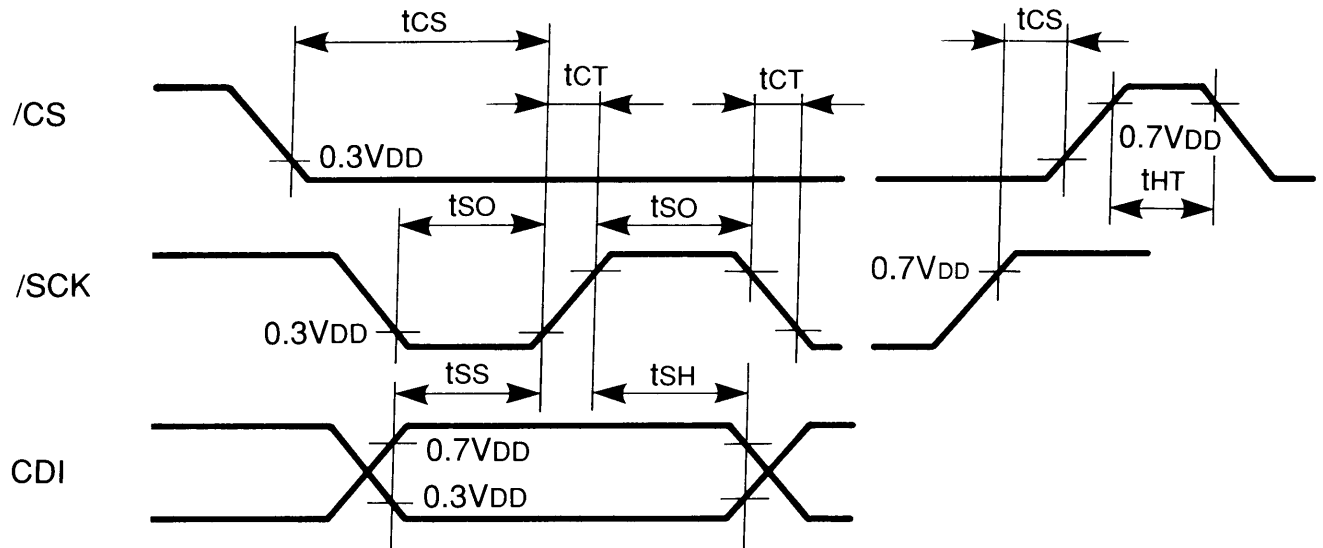 tCS
tCS
tCT
tCT
/CS
0.3VDD
0.7VDD
tHT
tSO
tSO
/SCK
0.7VDD
0.3VDD
tSS
tSH
CDI
0.7VDD
0.3VDD